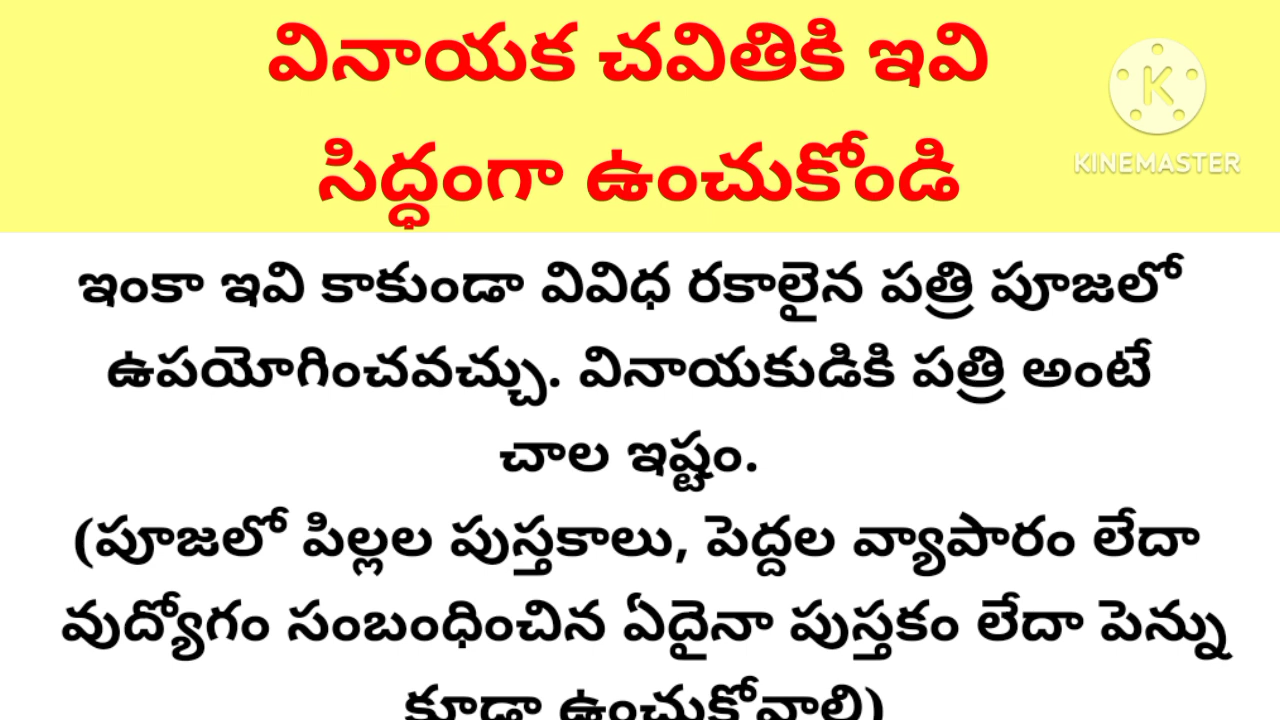 వినాయక చవితికి ఇవి
సిద్ధంగా ఉంచుకోండి
KINEMASTER
ఇంకా ఇవి కాకుండా వివిధ రకాలైన పత్రి పూజలో
ఉపయోగించవచ్చు. వినాయకుడికి పత్రి అంటే
చాల ఇష్టం.
(పూజలో పిల్లల పుస్తకాలు, పెద్దల వ్యాపారం లేదా
వుద్యోగం సంబంధించిన ఏదైనా పుస్తకం లేదా పెన్ను
కూడా ఉంచుకోవాలి)